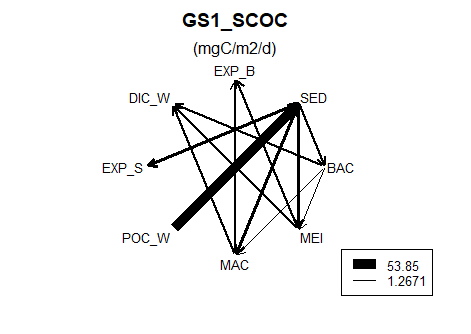 GS1_SCOC
(mgC/m2/d)
EXP_B
DIC_W
SED
EXP_S
BAC
POC_W
MEI
MAC
53.85
1.2671